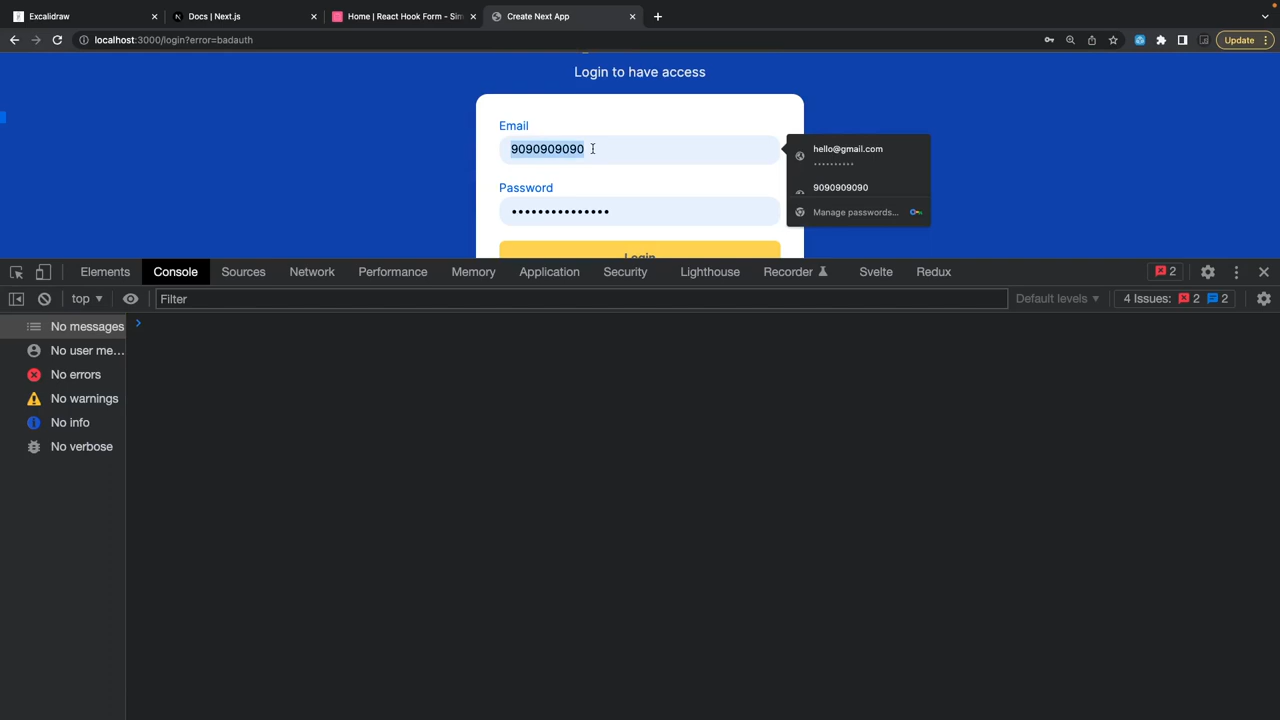 Excalidraw
Docs | Next.js
Home | React Hook Form - Sim
Create Next App
localhost:3000/login?error=badauth
Update
Login to have access
Email
9090909090
hello@gmail.com
••••••••••
9090909090
Manage passwords...
Password
•••••••••••••••
Login
Elements
Console
Sources
Network
Performance
Memory
Application
Security
Lighthouse
Recorder
Svelte
Redux
2
top
Filter
Default levels
4 Issues:
2
2
No messages
No user me...
No errors
No warnings
No info
No verbose